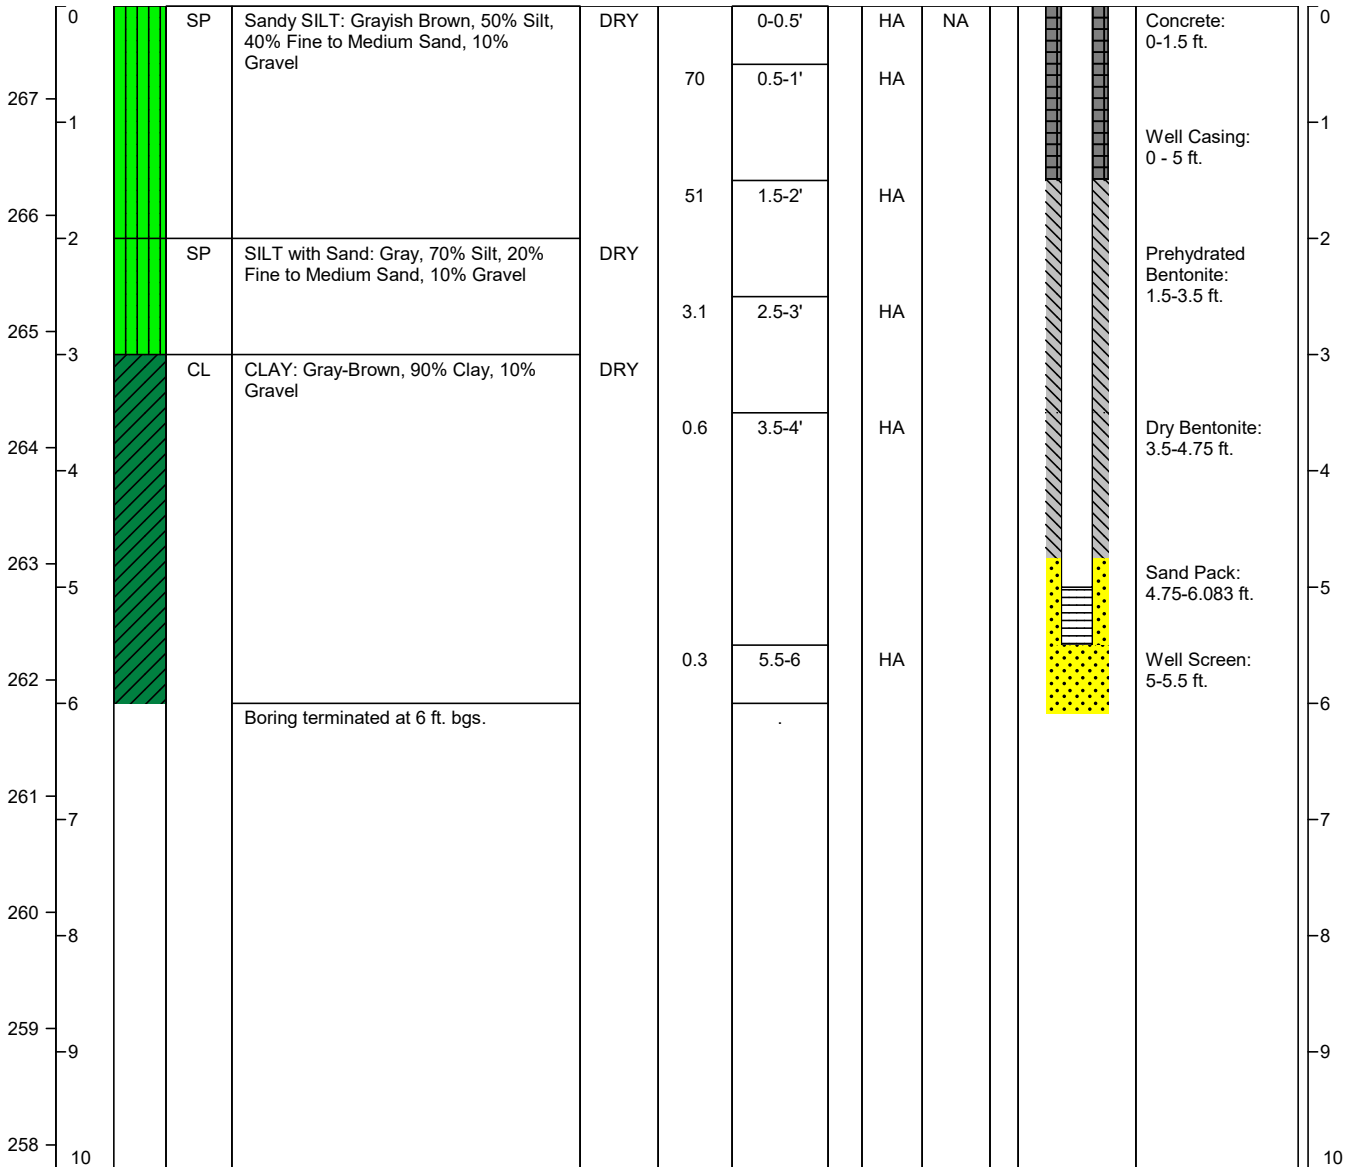 0 SP Sandy SILT: Grayish Brown, 50% Silt, DRY 0-0.5' HA NA Concrete: 0
40% Fine to Medium Sand, 10% 0-1.5 ft.
Gravel
70 0.5-1' HA
267
1 1
Well Casing:
0 - 5 ft.
51 1.5-2' HA
266
2 2
SP SILT with Sand: Gray, 70% Silt, 20% DRY Prehydrated
Fine to Medium Sand, 10% Gravel Bentonite:
1.5-3.5 ft.
3.1 2.5-3' HA
265
3 3
CL CLAY: Gray-Brown, 90% Clay, 10% DRY
Gravel
0.6 3.5-4' HA Dry Bentonite:
264 3.5-4.75 ft.
4 4
263
Sand Pack:
5 5
4.75-6.083 ft.
0.3 5.5-6 HA Well Screen:
262 5-5.5 ft.
6 6
Boring terminated at 6 ft. bgs. .
261
7 7
260
8 8
259
9 9
258
10 10